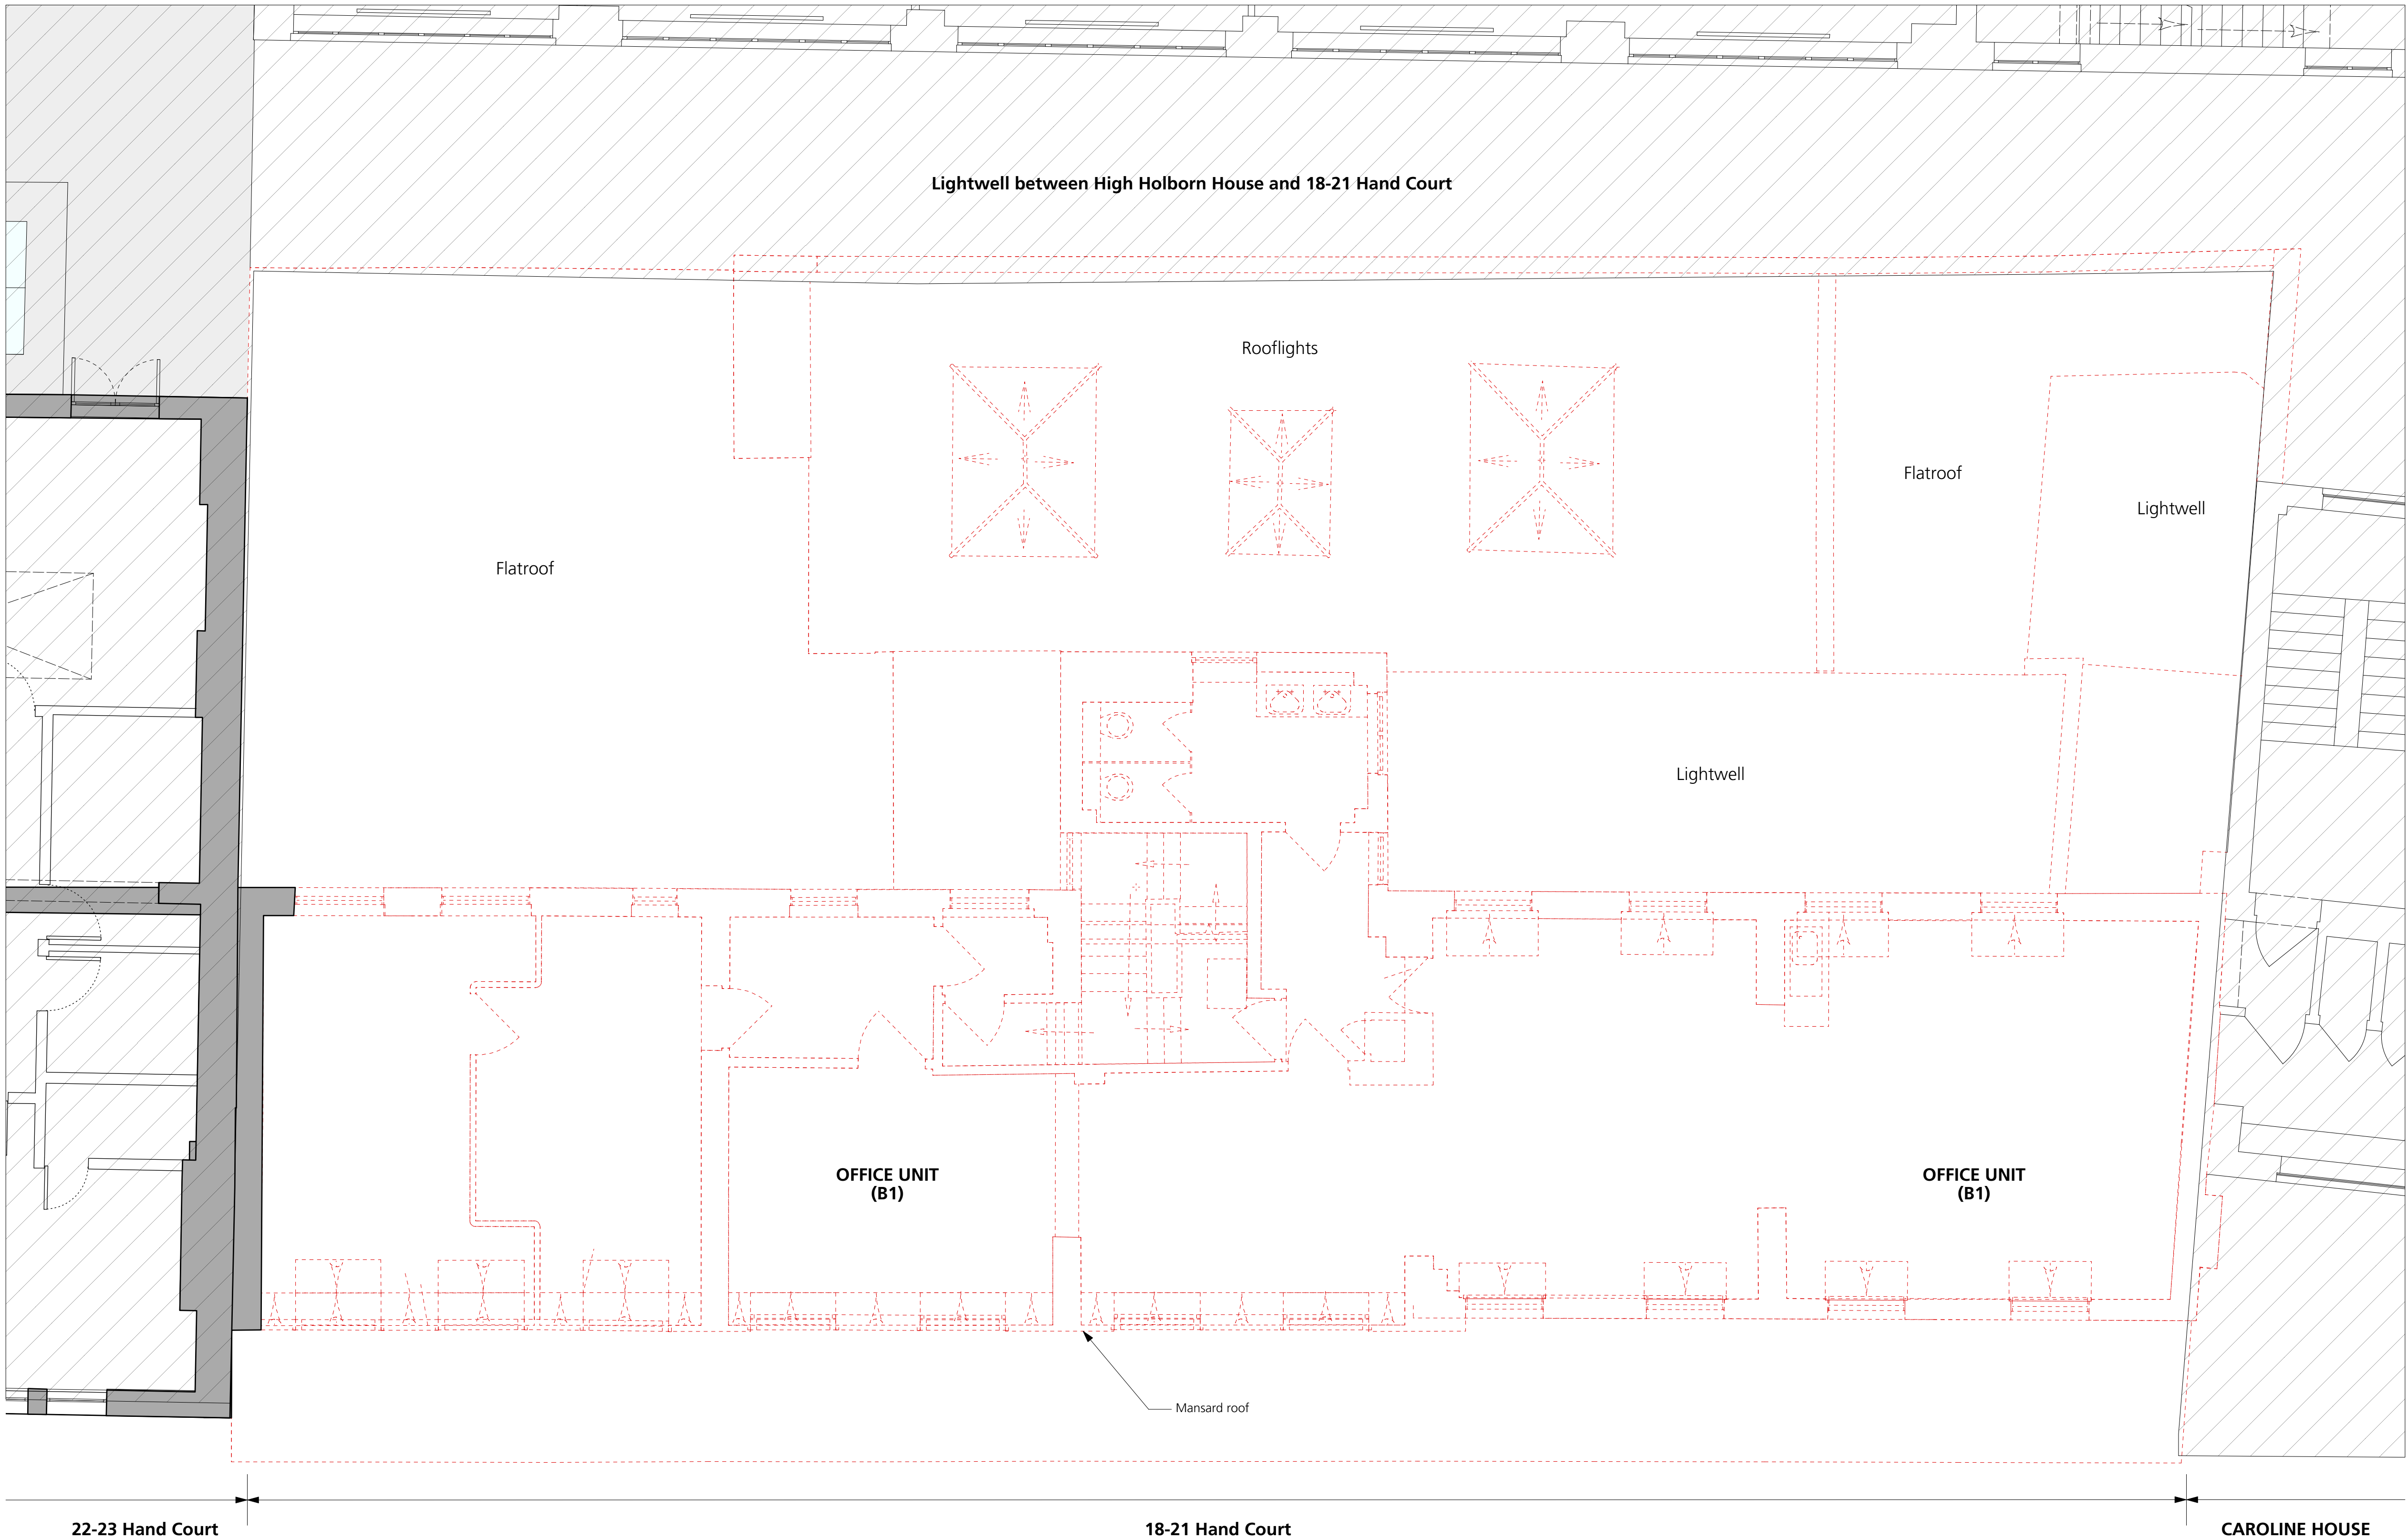 Lightwell between High Holborn House and 18-21 Hand Court
Rooflights
Flatroof
Lightwell
Flatroof
Lightwell
OFFICE UNIT
(B1)
OFFICE UNIT
(B1)
Mansard roof
22-23 Hand Court
18-21 Hand Court
CAROLINE HOUSE